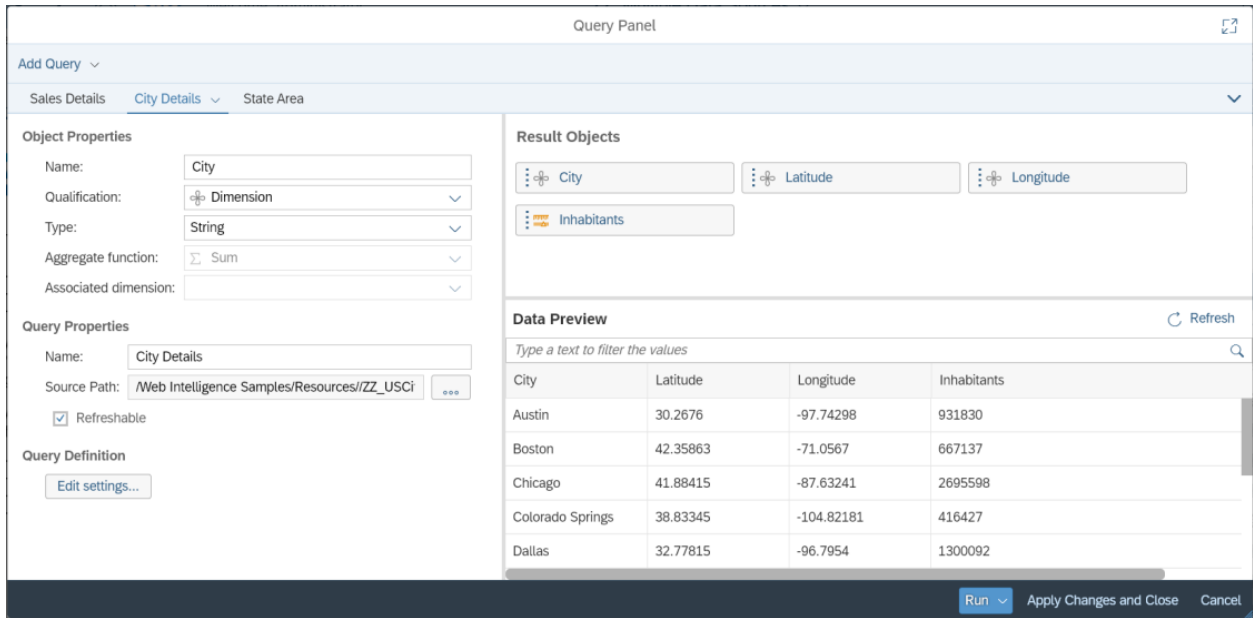 Query Panel
Add Query
Sales Details City Details State Area
Object Properties
Name: City
Qualification: Dimension
Type: String
Aggregate function: Σ Sum
Associated dimension:
Query Properties
Name: City Details
Source Path: /Web Intelligence Samples/Resources//ZZ_USCi
Refreshable
Query Definition
Edit settings...
Result Objects
City Latitude Longitude
Inhabitants
Data Preview Refresh
Type a text to filter the values
City Latitude Longitude Inhabitants
Austin 30.2676 -97.74298 931830
Boston 42.35863 -71.0567 667137
Chicago 41.88415 -87.63241 2695598
Colorado Springs 38.83345 -104.82181 416427
Dallas 32.77815 -96.7954 1300092
Run Apply Changes and Close Cancel